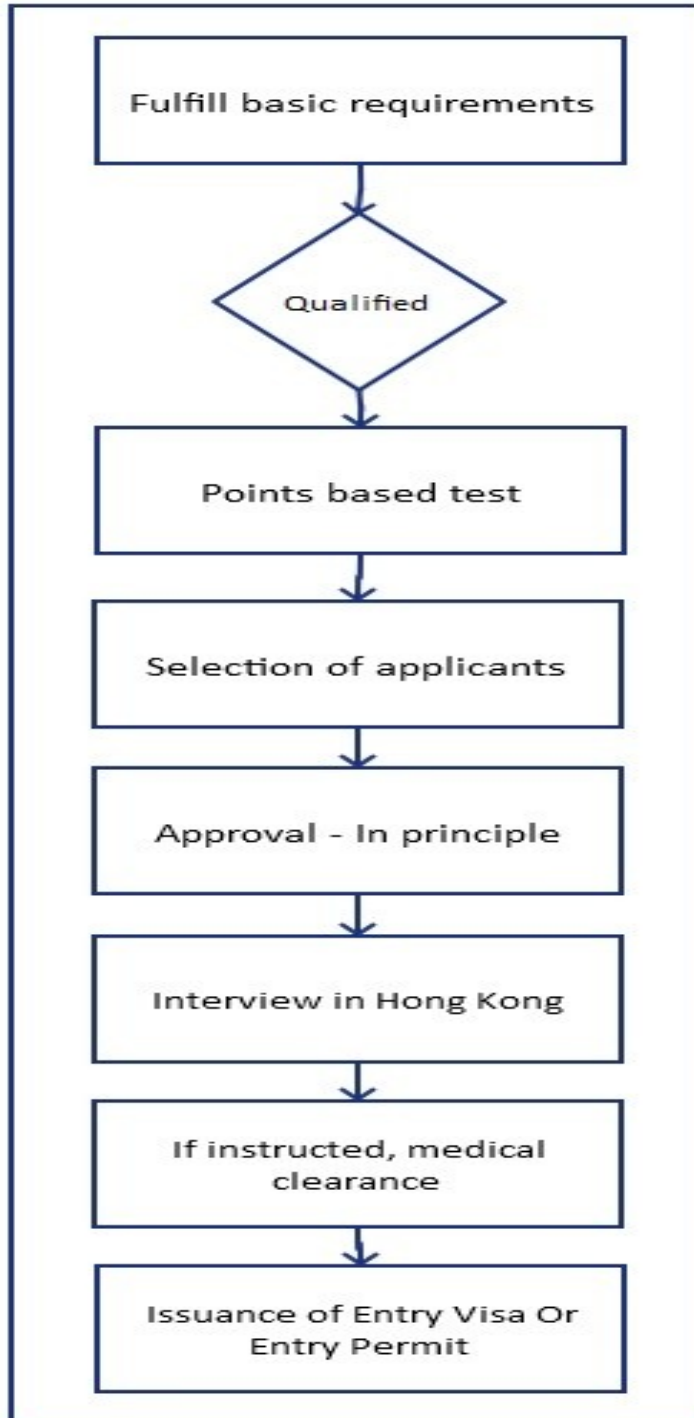 Fulfill basic requirements
Qualified
Points based test
Selection of applicants
Approval - In principle
Interview in Hong Kong
If instructed, medical
clearance
Issuance of Entry Visa Or
Entry Permit